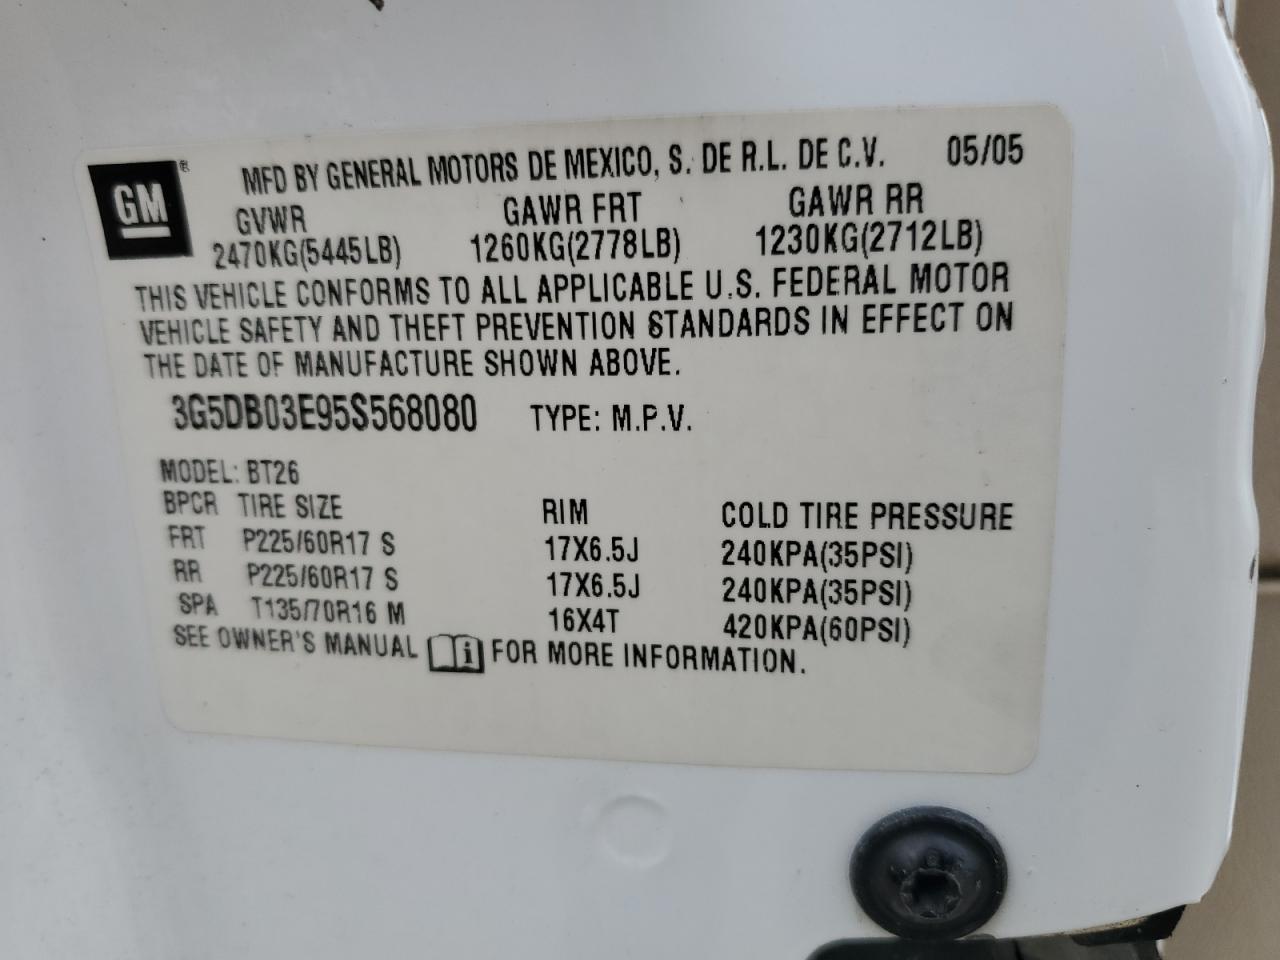 GM ®
MFD BY GENERAL MOTORS DE MEXICO, S. DE R.L. DE C.V. 05/05
GVWR GAWR FRT GAWR RR
2470KG(5445LB) 1260KG(2778LB) 1230KG(2712LB)
THIS VEHICLE CONFORMS TO ALL APPLICABLE U.S. FEDERAL MOTOR
VEHICLE SAFETY AND THEFT PREVENTION STANDARDS IN EFFECT ON
THE DATE OF MANUFACTURE SHOWN ABOVE.
3G5DB03E95S568080 TYPE: M.P.V.
MODEL: BT26
BPCR TIRE SIZE RIM COLD TIRE PRESSURE
FRT P225/60R17 S 17X6.5J 240KPA(35PSI)
RR P225/60R17 S 17X6.5J 240KPA(35PSI)
SPA T135/70R16 M 16X4T 420KPA(60PSI)
SEE OWNER'S MANUAL i FOR MORE INFORMATION.